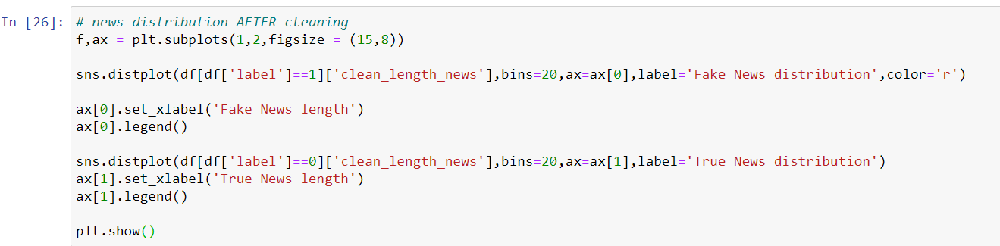 In [26]: # news distribution AFTER cleaning
f,ax = plt.subplots(1,2,figsize = (15,8))
sns.distplot(df[df['label']==1]['clean_length_news'],bins=20,ax=ax[0],label='Fake News distribution',color='r')
ax[0].set_xlabel('Fake News length')
ax[0].legend()
sns.distplot(df[df['label']==0]['clean_length_news'],bins=20,ax=ax[1],label='True News distribution')
ax[1].set_xlabel('True News length')
ax[1].legend()
plt.show()